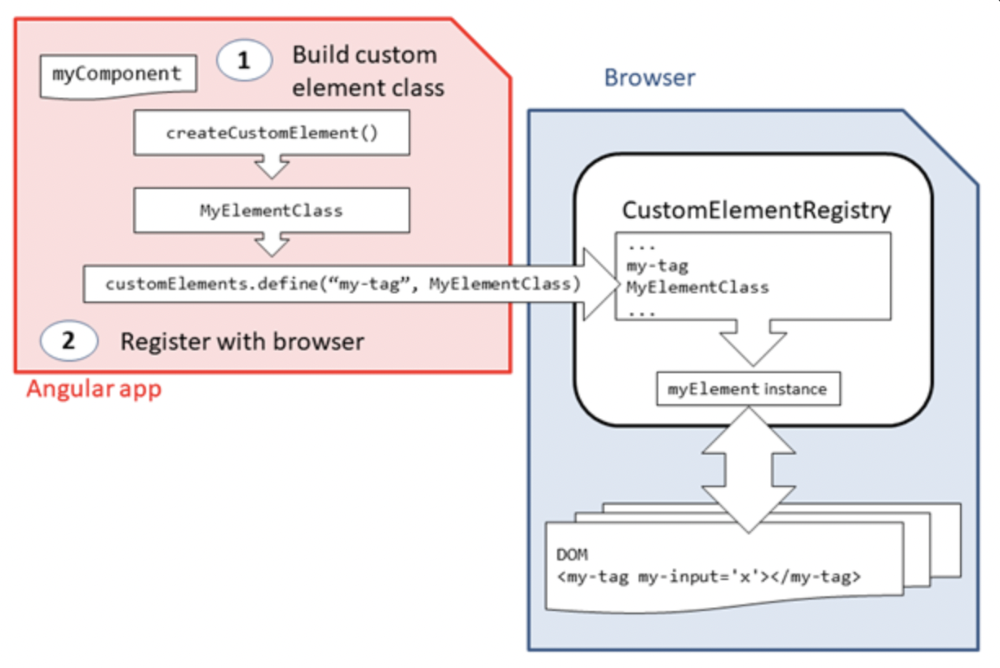 myComponent
1
Build custom
element class
createCustomElement()
MyElementClass
customElements.define(“my-tag”, MyElementClass)
2
Register with browser
Angular app
Browser
CustomElementRegistry
...
my-tag
MyElementClass
...
myElement instance
DOM
<my-tag my-input='x'></my-tag>